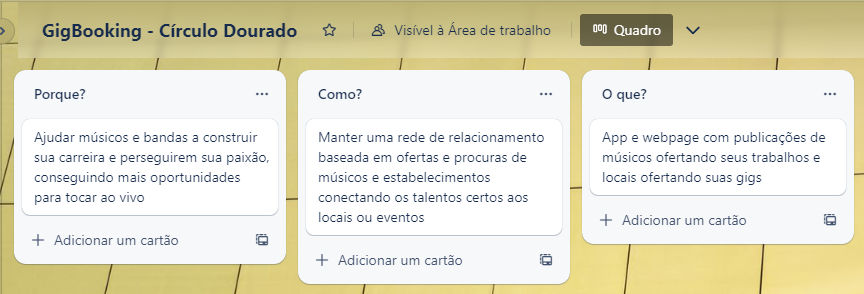 GigBooking - Círculo Dourado
Visível à Área de trabalho
Quadro
Porque?
Ajudar músicos e bandas a construir
sua carreira e perseguirem sua paixão,
conseguindo mais oportunidades
para tocar ao vivo
Adicionar um cartão
Como?
Manter uma rede de relacionamento
baseada em ofertas e procuras de
músicos e estabelecimentos
conectando os talentos certos aos
locais ou eventos
Adicionar um cartão
O que?
App e webpage com publicações de
músicos ofertando seus trabalhos e
locais ofertando suas gigs
Adicionar um cartão